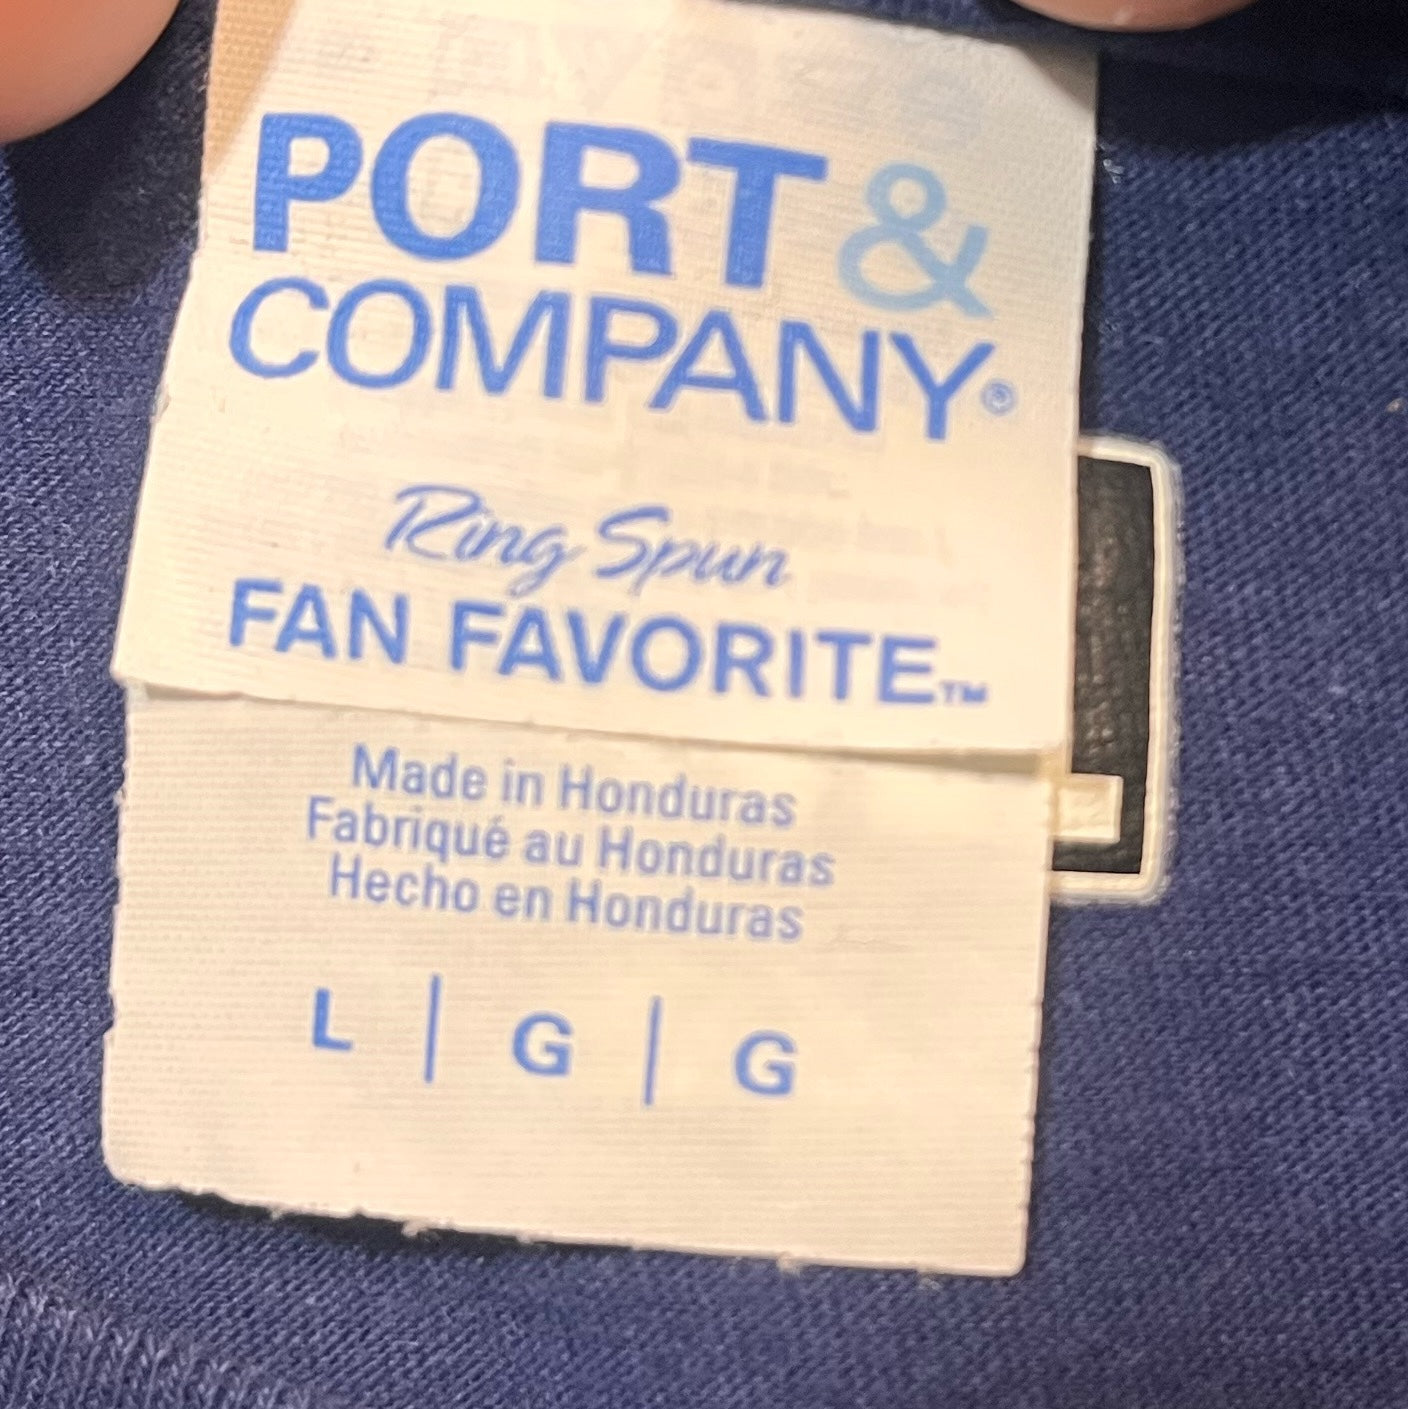 PORT &
COMPANY®
Ring Spun
FAN FAVORITE™
Made in Honduras
Fabriqué au Honduras
Hecho en Honduras
L | G | G